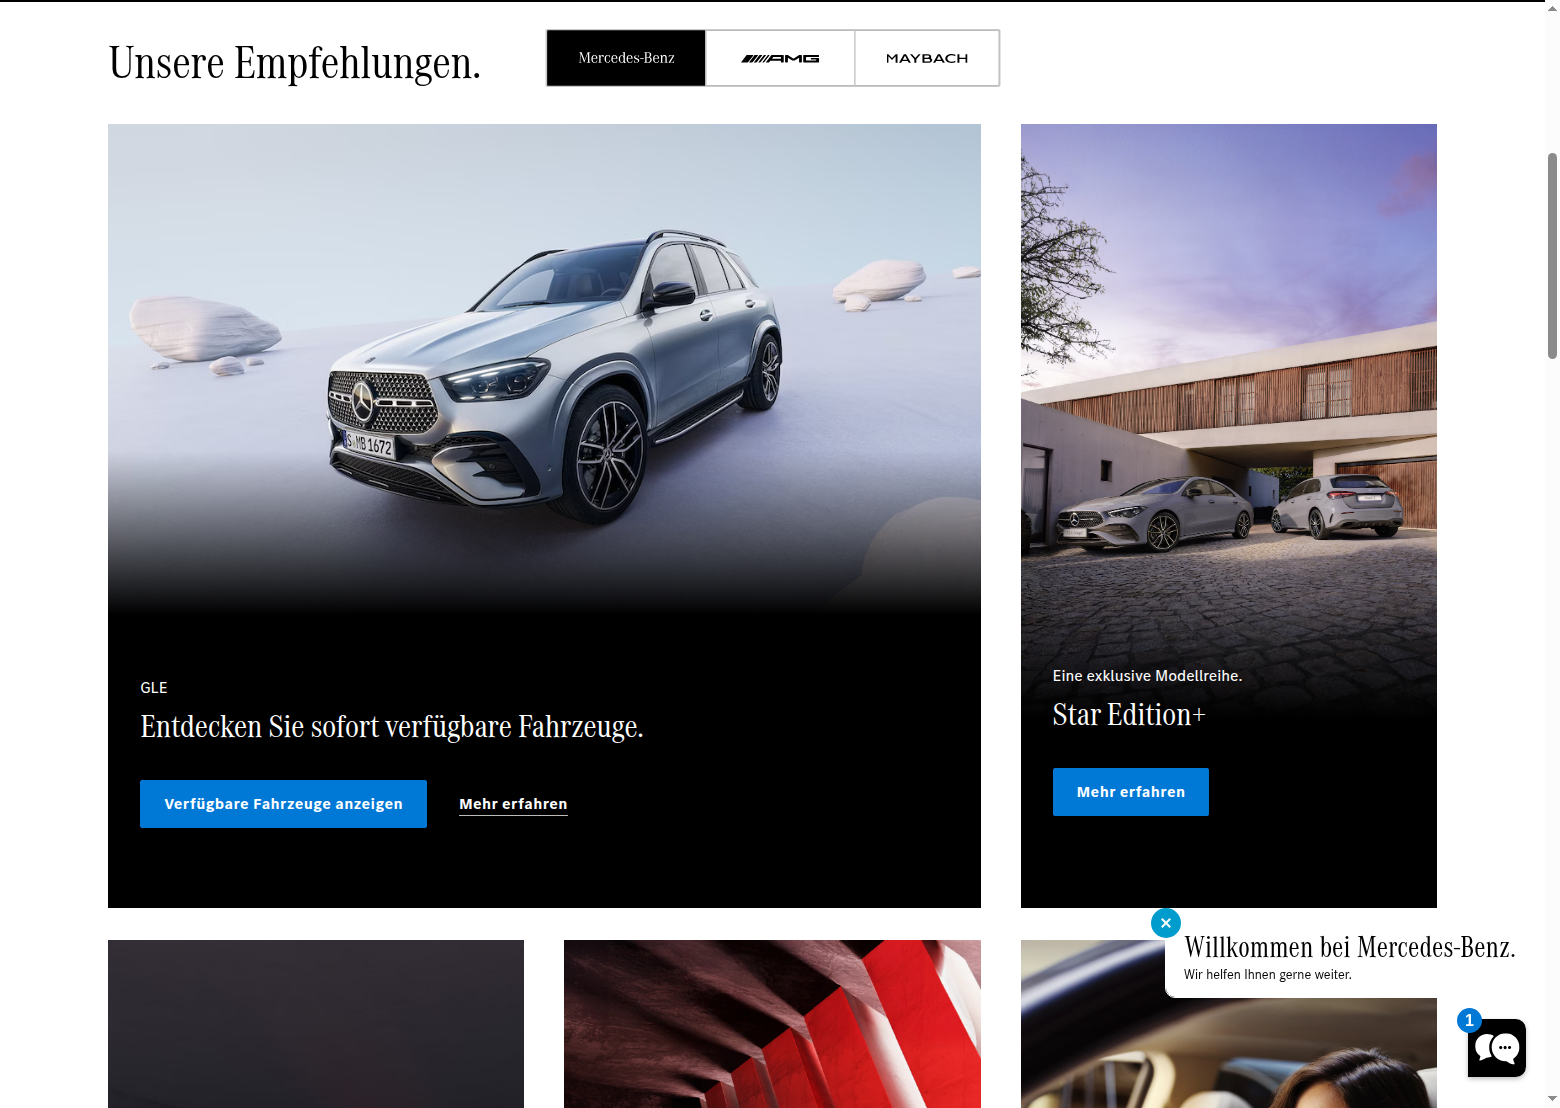 Unsere Empfehlungen.
Mercedes-Benz
AMG
MAYBACH
S MB 1672
GLE
Entdecken Sie sofort verfügbare Fahrzeuge.
Verfügbare Fahrzeuge anzeigen
Mehr erfahren
Eine exklusive Modellreihe.
Star Edition+
Mehr erfahren
Willkommen bei Mercedes-Benz.
Wir helfen Ihnen gerne weiter.
1